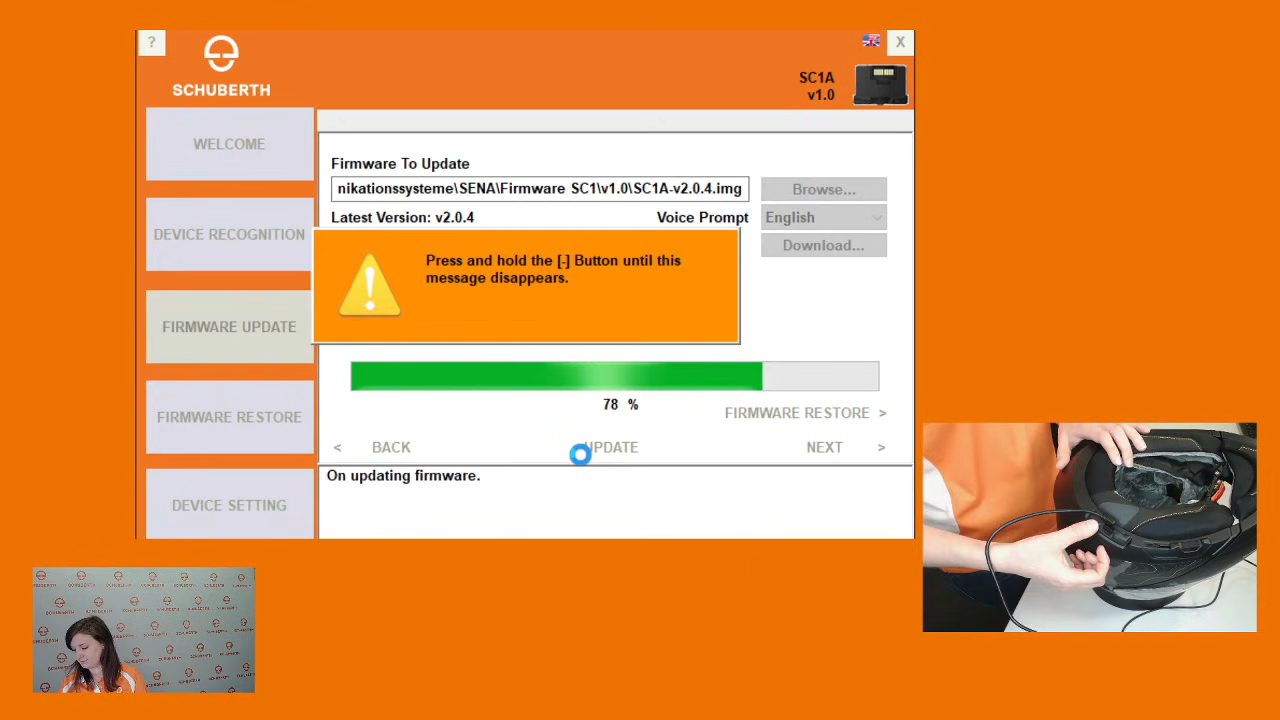 ?
X
SCHUBERTH
SC1A
v1.0
WELCOME
DEVICE RECOGNITION
FIRMWARE UPDATE
FIRMWARE RESTORE
DEVICE SETTING
Firmware To Update
nikationssysteme\SENA\Firmware SC1\v1.0\SC1A-v2.0.4.img
Browse...
Latest Version: v2.0.4
Voice Prompt
English
Download...
Press and hold the [-] Button until this
message disappears.
78 %
FIRMWARE RESTORE >
< BACK
UPDATE
NEXT >
On updating firmware.